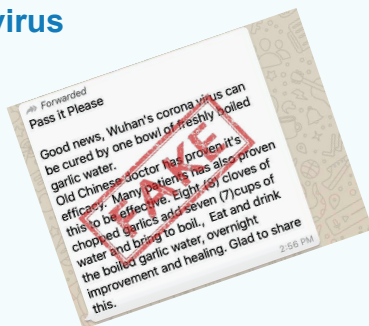 virus
Forwarded
Pass it Please
Good news, Wuhan's corona virus can
be cured by one bowl of freshly boiled
garlic water.
Old Chinese doctor has proven it's
efficacy. Many patients has also proven
this to be effective. Eight (8) cloves of
chopped garlics add seven (7)cups of
water and bring to boil., Eat and drink
the boiled garlic water, overnight
improvement and healing. Glad to share
this.
2:56 PM
FAKE